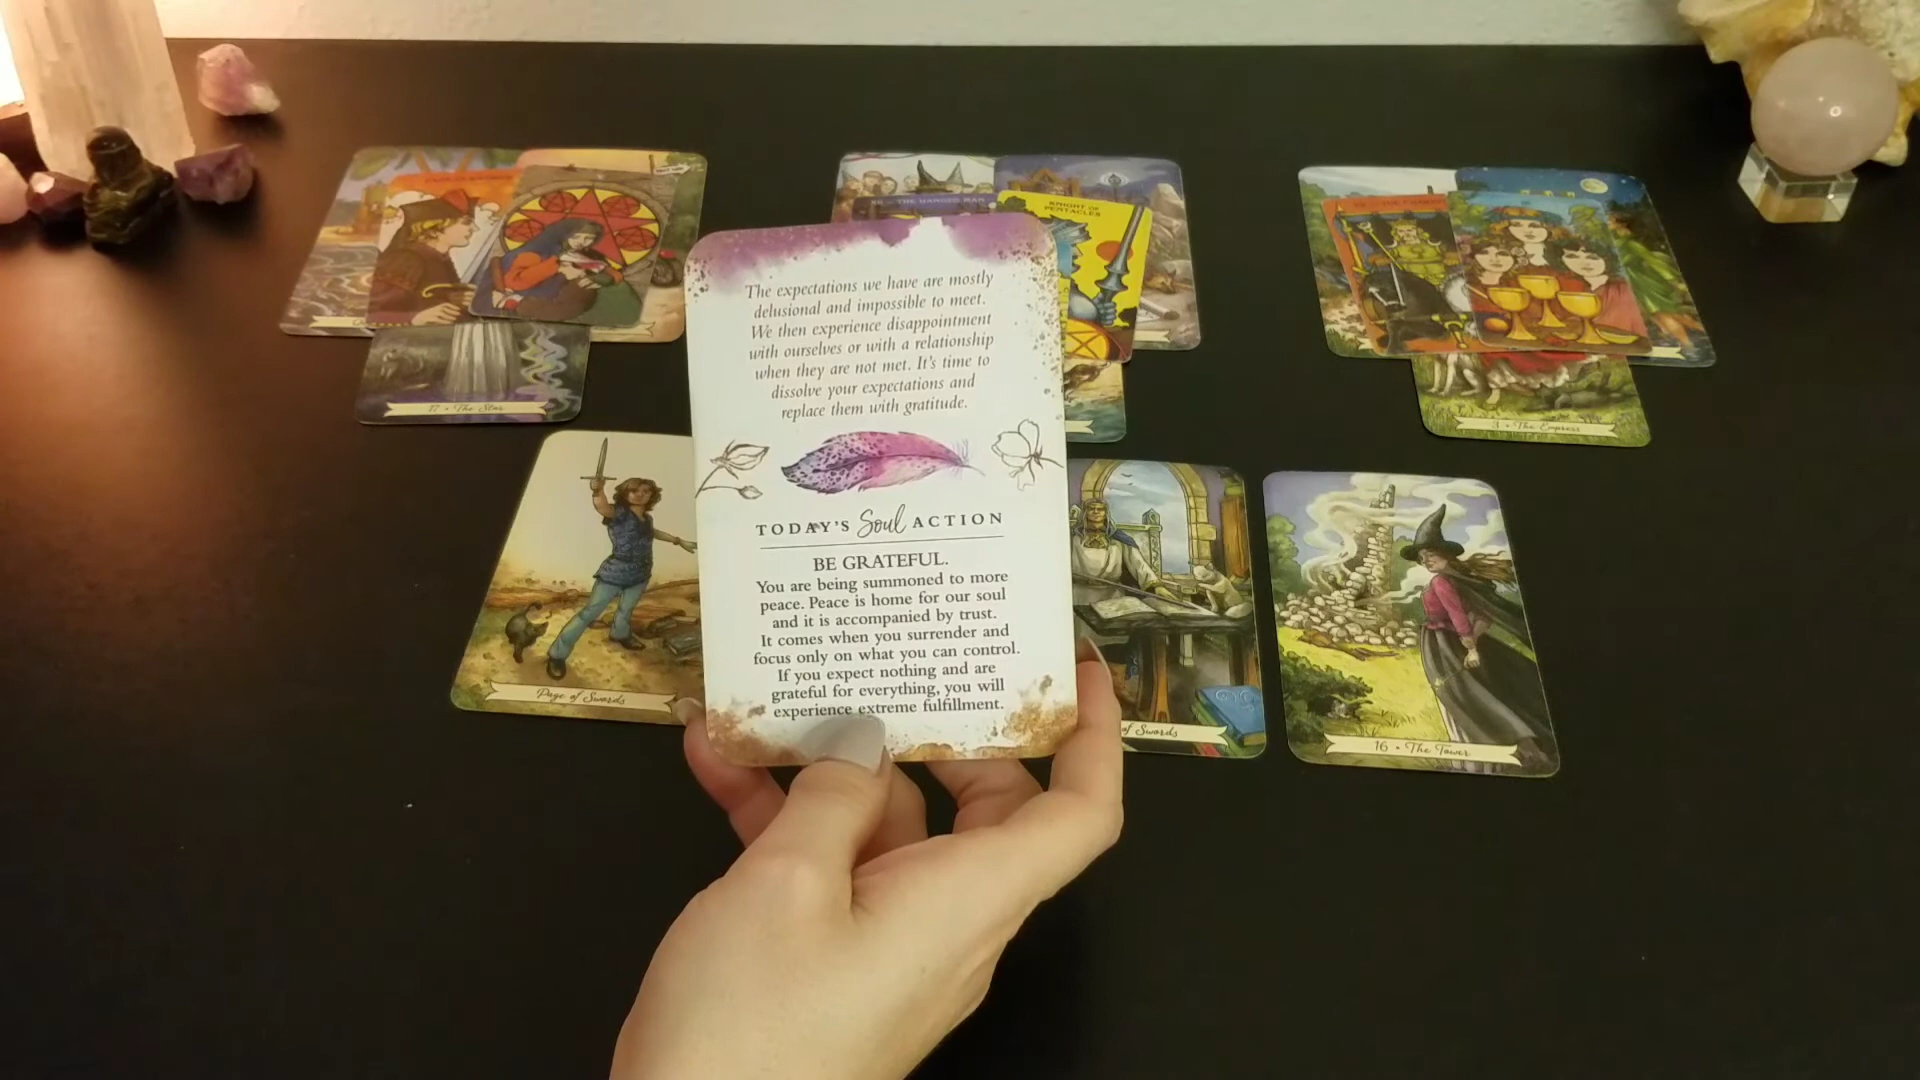 XII • THE HANGED MAN
KNIGHT OF
PENTACLES
The expectations we have are mostly
delusional and impossible to meet.
We then experience disappointment
with ourselves or with a relationship
when they are not met. It's time to
dissolve your expectations and
replace them with gratitude.
TODAY'S Soul ACTION
BE GRATEFUL.
You are being summoned to more
peace. Peace is home for our soul
and it is accompanied by trust.
It comes when you surrender and
focus only on what you can control.
If you expect nothing and are
grateful for everything, you will
experience extreme fulfillment.
17 • The Star
3 • The Empress
Page of Swords
of Swords
16 • The Tower